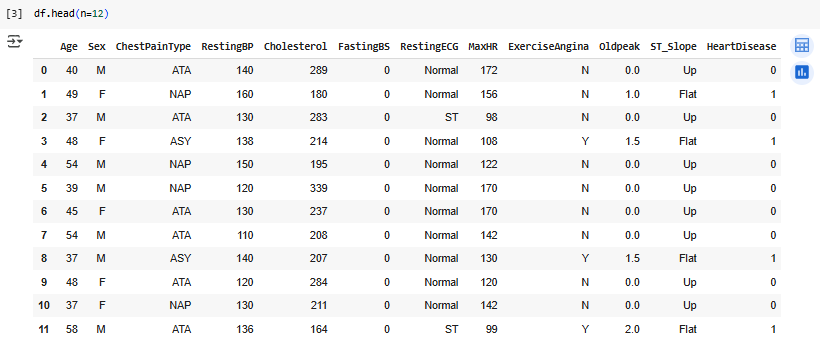 [3] df.head(n=12)
Age Sex ChestPainType RestingBP Cholesterol FastingBS RestingECG MaxHR ExerciseAngina Oldpeak ST_Slope HeartDisease
0 40 M ATA 140 289 0 Normal 172 N 0.0 Up 0
1 49 F NAP 160 180 0 Normal 156 N 1.0 Flat 1
2 37 M ATA 130 283 0 ST 98 N 0.0 Up 0
3 48 F ASY 138 214 0 Normal 108 Y 1.5 Flat 1
4 54 M NAP 150 195 0 Normal 122 N 0.0 Up 0
5 39 M NAP 120 339 0 Normal 170 N 0.0 Up 0
6 45 F ATA 130 237 0 Normal 170 N 0.0 Up 0
7 54 M ATA 110 208 0 Normal 142 N 0.0 Up 0
8 37 M ASY 140 207 0 Normal 130 Y 1.5 Flat 1
9 48 F ATA 120 284 0 Normal 120 N 0.0 Up 0
10 37 F NAP 130 211 0 Normal 142 N 0.0 Up 0
11 58 M ATA 136 164 0 ST 99 Y 2.0 Flat 1